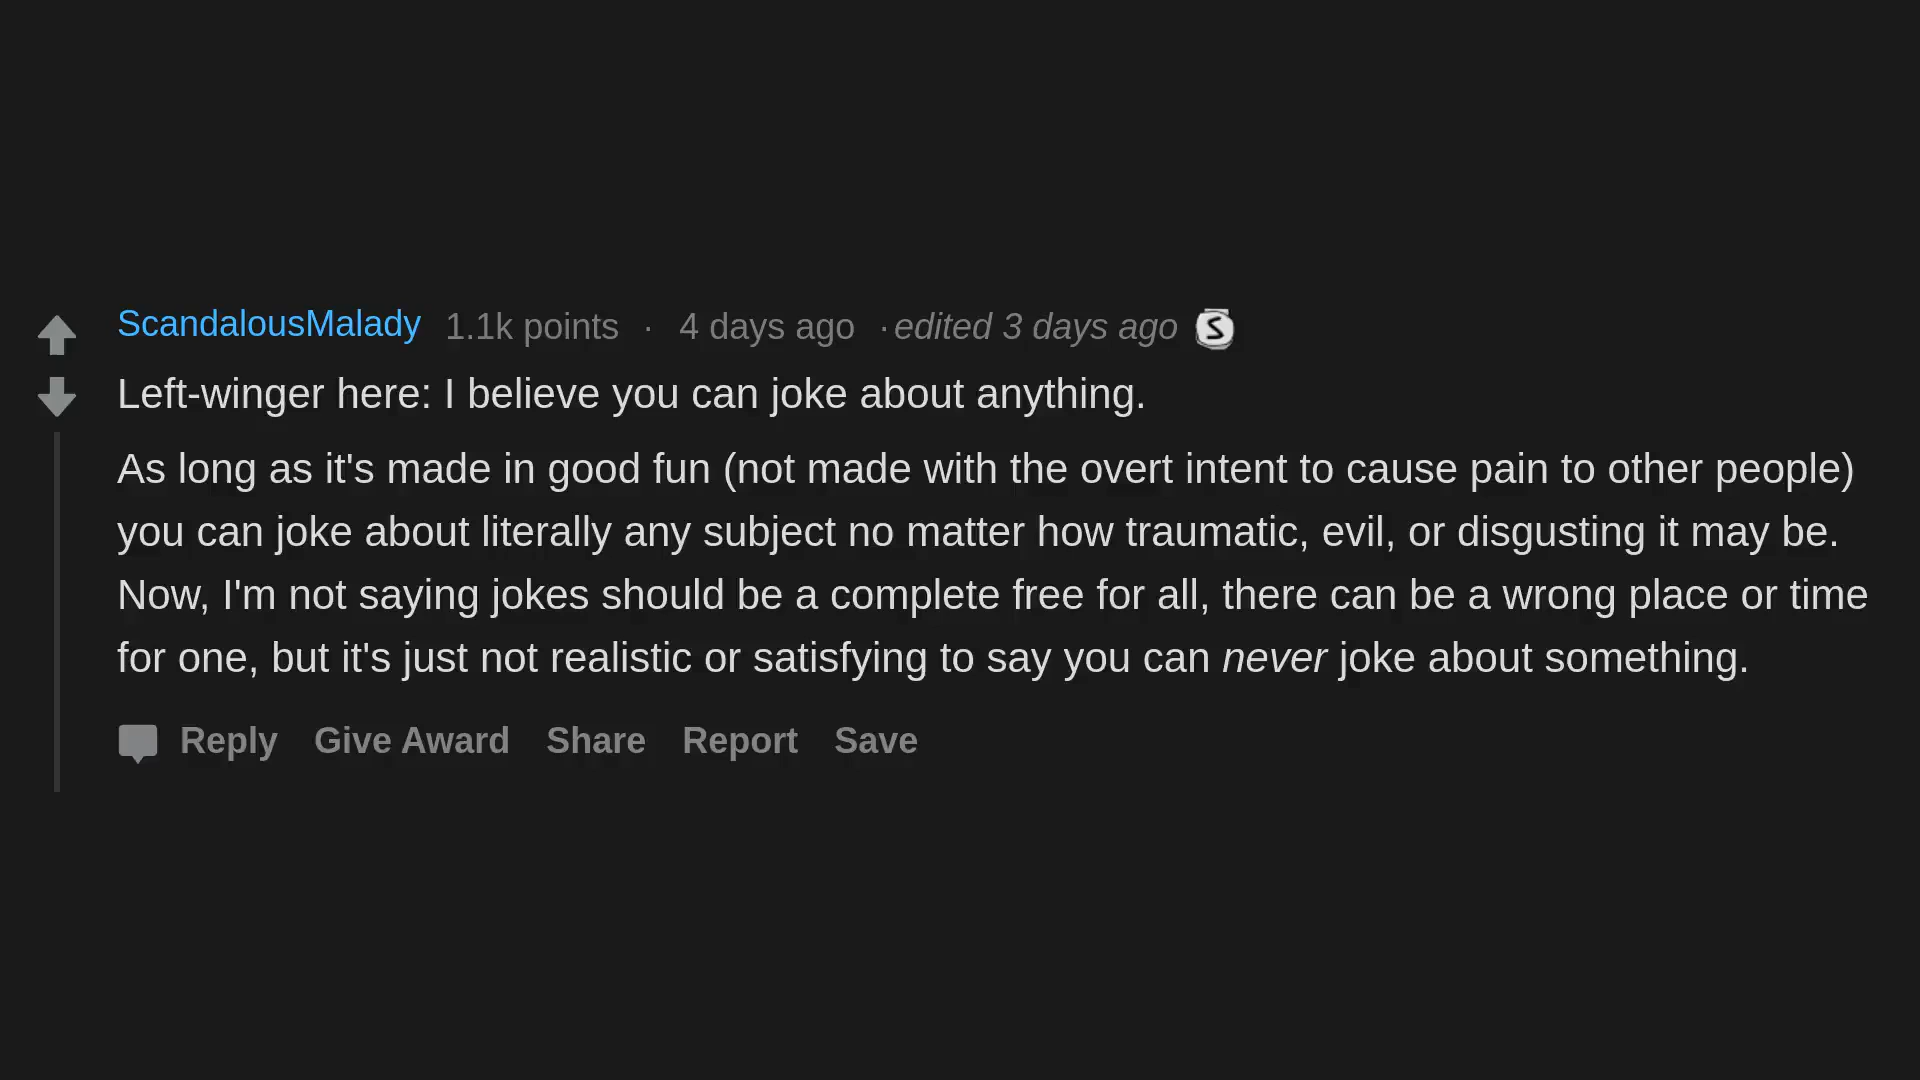 ScandalousMalady 1.1k points · 4 days ago · edited 3 days ago S
Left-winger here: I believe you can joke about anything.
As long as it's made in good fun (not made with the overt intent to cause pain to other people)
you can joke about literally any subject no matter how traumatic, evil, or disgusting it may be.
Now, I'm not saying jokes should be a complete free for all, there can be a wrong place or time
for one, but it's just not realistic or satisfying to say you can never joke about something.
Reply Give Award Share Report Save